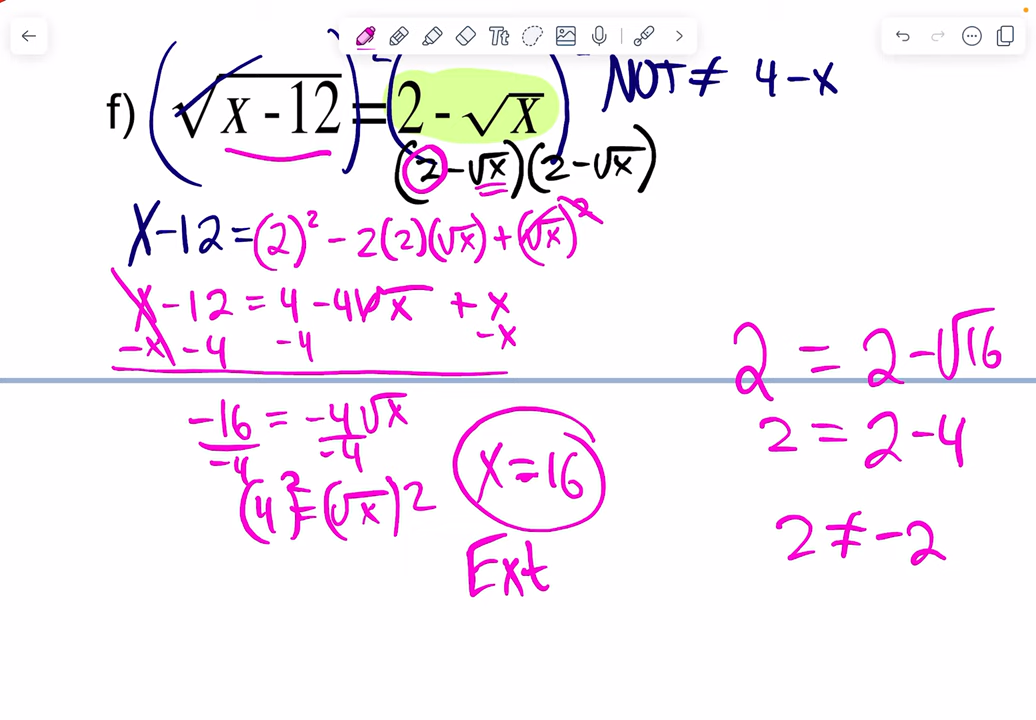 Tt
NOT ≠ 4 - x
f) (√x - 12)² = (2 - √x)²
(2 - √x)(2 - √x)
x - 12 = (2)² - 2(2)(√x) + (√x)²
x - 12 = 4 - 4√x + x
-x -4 -4 -x
-16 = -4√x
-4 -4
(4)² = (√x)²
x = 16
Ext
2 = 2 - √16
2 = 2 - 4
2 ≠ -2